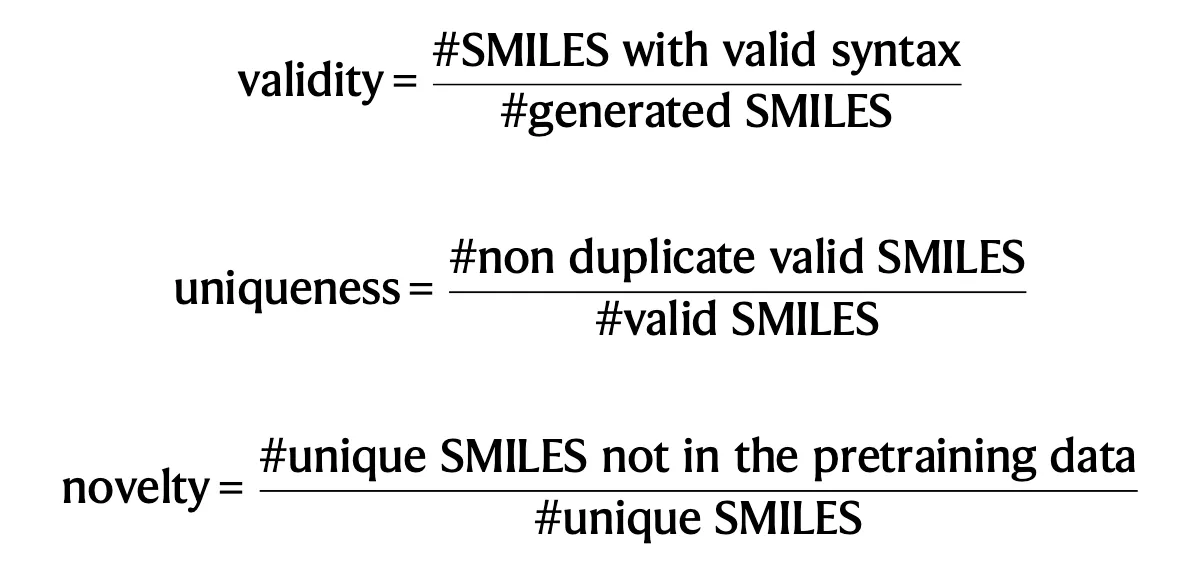 validity = #SMILES with valid syntax / #generated SMILES
uniqueness = #non duplicate valid SMILES / #valid SMILES
novelty = #unique SMILES not in the pretraining data / #unique SMILES